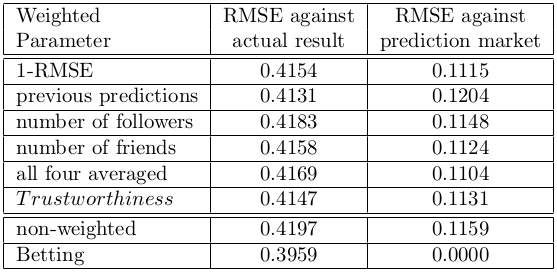 Weighted RMSE against RMSE against
Parameter actual result prediction market
1-RMSE 0.4154 0.1115
previous predictions 0.4131 0.1204
number of followers 0.4183 0.1148
number of friends 0.4158 0.1124
all four averaged 0.4169 0.1104
Trustworthiness 0.4147 0.1131
non-weighted 0.4197 0.1159
Betting 0.3959 0.0000